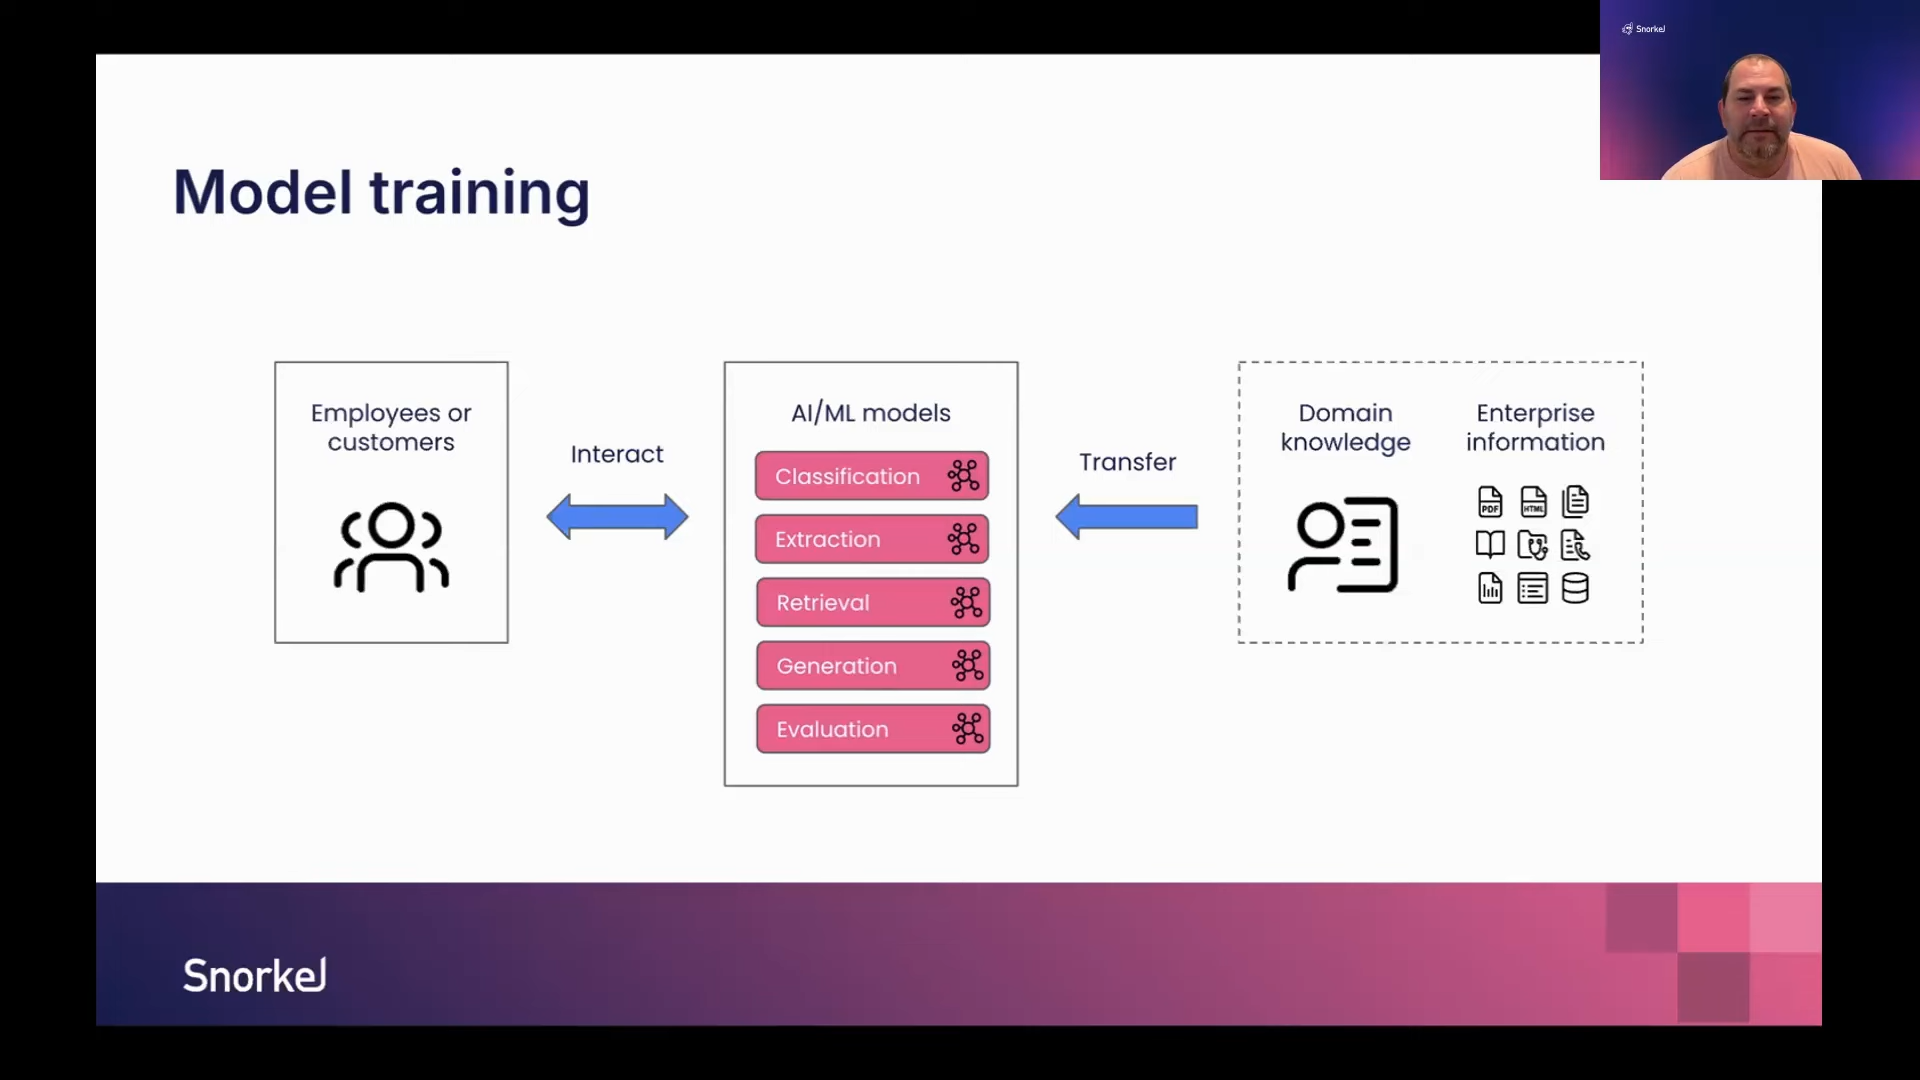 Snorkel
Model training
Employees or
customers
Interact
AI/ML models
Classification
Extraction
Retrieval
Generation
Evaluation
Transfer
Domain
knowledge
Enterprise
information
PDF
HTML
Snorkel